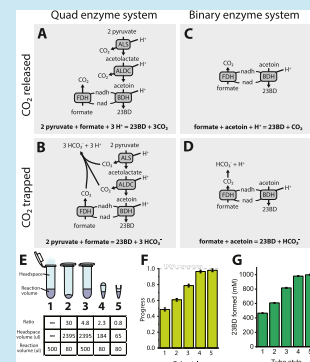 Quad enzyme system
Binary enzyme system
CO₂ released
CO₂ trapped
A
2 pyruvate
ALS
H⁺
acetolactate
CO₂
ALDC
H⁺
CO₂
acetoin
FDH
nadh
nad
BDH
H⁺
formate
23BD
2 pyruvate + formate + 3 H⁺ = 23BD + 3CO₂
C
CO₂
acetoin
FDH
nadh
nad
BDH
H⁺
formate
23BD
formate + acetoin + H⁺ = 23BD + CO₂
B
3 HCO₃⁻ + 3 H⁺
2 pyruvate
ALS
H⁺
acetolactate
ALDC
H⁺
CO₂
CO₂
acetoin
FDH
nadh
nad
BDH
H⁺
formate
23BD
2 pyruvate + formate = 23BD + 3 HCO₃⁻
D
HCO₃⁻ + H⁺
CO₂
acetoin
FDH
nadh
nad
BDH
H⁺
formate
23BD
formate + acetoin = 23BD + HCO₃⁻
E
Headspace
Reaction volume
1 2 3 4 5
Ratio — 30 4.8 2.3 0.8
Headspace volume (ul) — 2395 2395 184 65
Reaction volume (ul) 500 80 500 80 80
F
Progress
1.0
0.8
0.6
0.4
0.2
0.0
1 2 3 4 5
G
23BD formed (mM)
1000
800
600
400
200
0
1 2 3 4 5